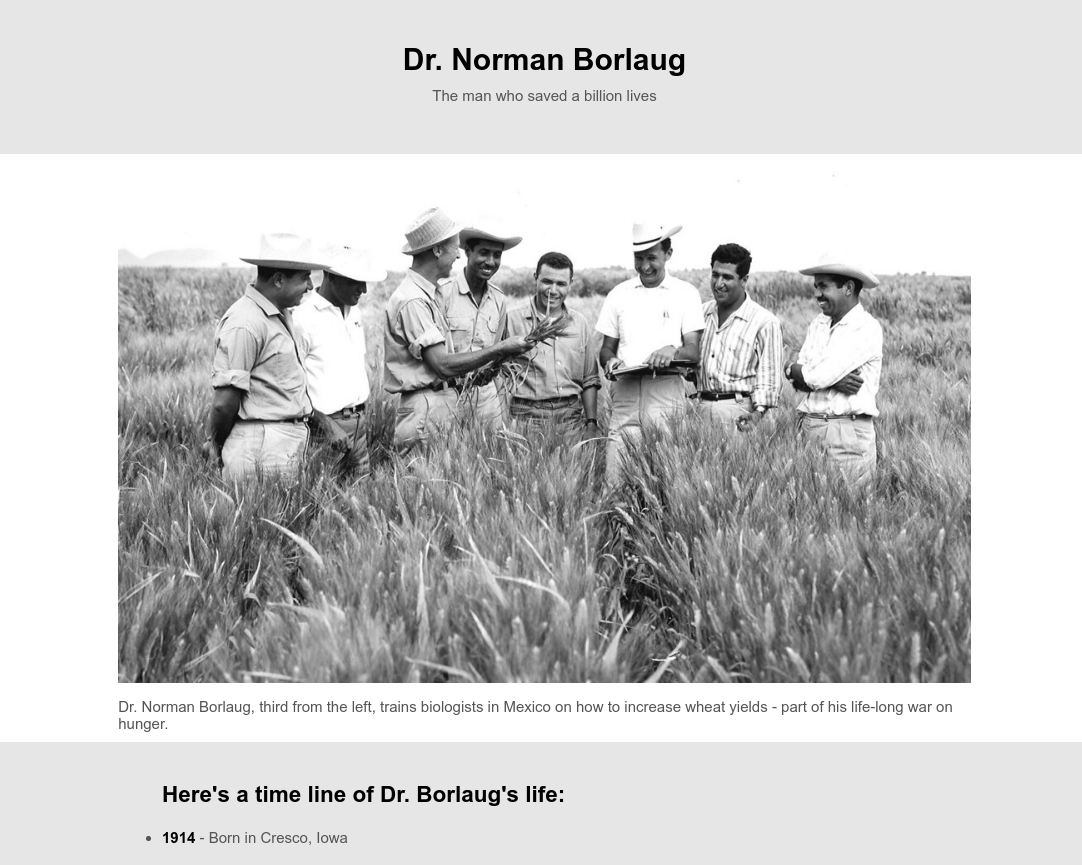 Dr. Norman Borlaug
The man who saved a billion lives
Dr. Norman Borlaug, third from the left, trains biologists in Mexico on how to increase wheat yields - part of his life-long war on
hunger.
Here's a time line of Dr. Borlaug's life:
1914 - Born in Cresco, Iowa